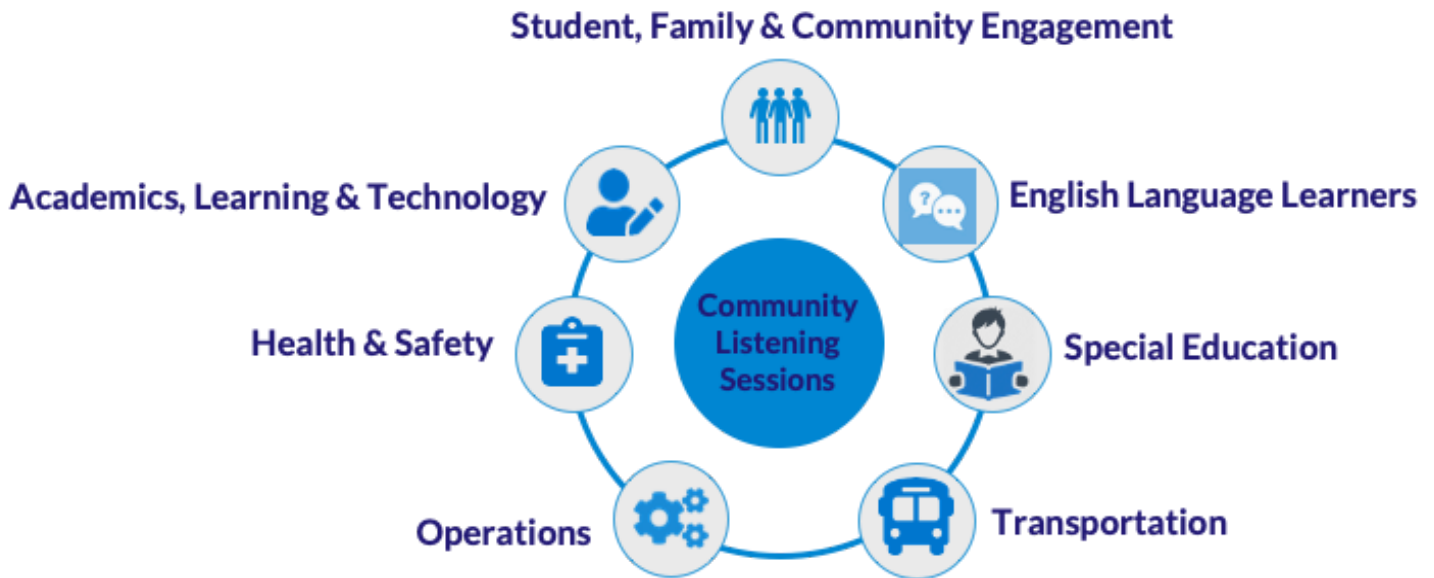 Student, Family & Community Engagement
Academics, Learning & Technology
English Language Learners
?
Community
Listening
Sessions
Health & Safety
Special Education
Operations
Transportation